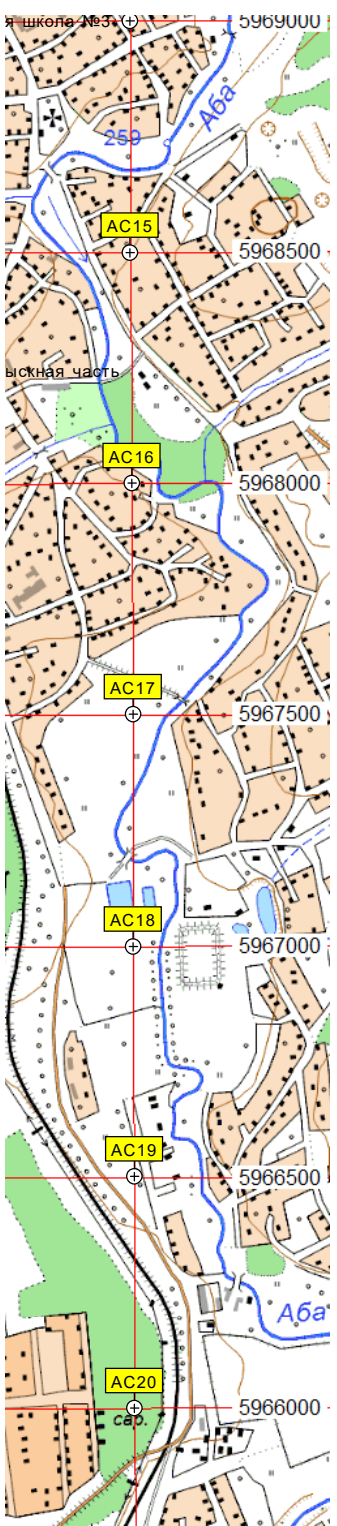 я школа №3
5969000
Аба
259
AC15
5968500
ыскная часть
AC16
5968000
AC17
5967500
AC18
5967000
AC19
5966500
Аба
AC20
5966000
сар.